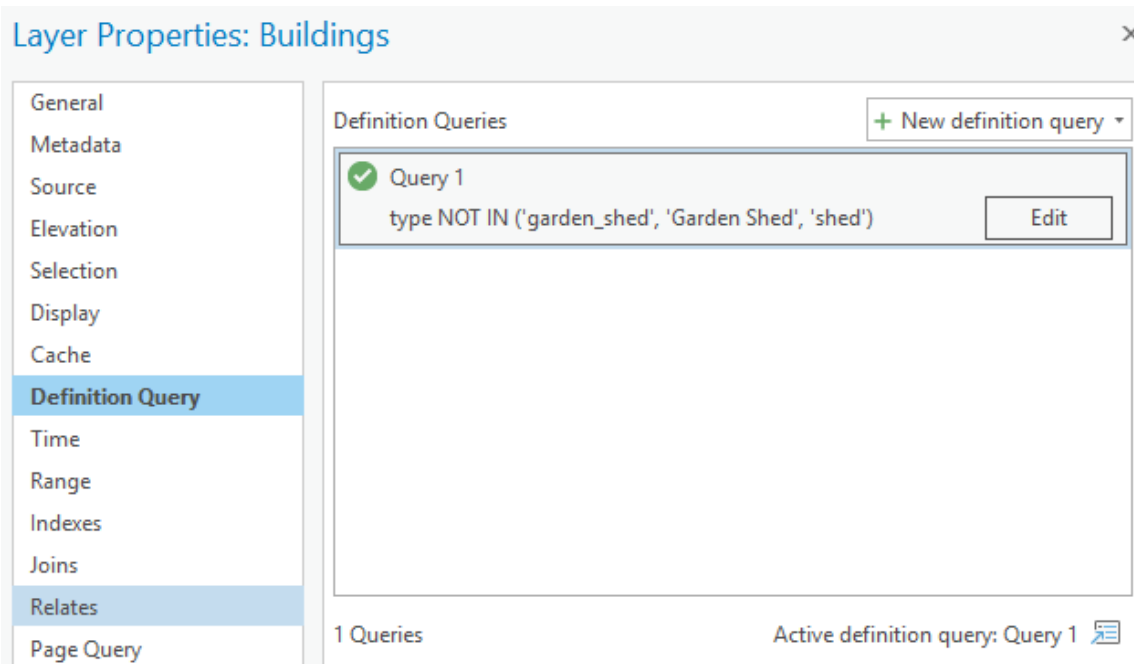 Layer Properties: Buildings
General
Metadata
Source
Elevation
Selection
Display
Cache
Definition Query
Time
Range
Indexes
Joins
Relates
Page Query
Definition Queries
+ New definition query
Query 1
type NOT IN ('garden_shed', 'Garden Shed', 'shed')
Edit
1 Queries
Active definition query: Query 1